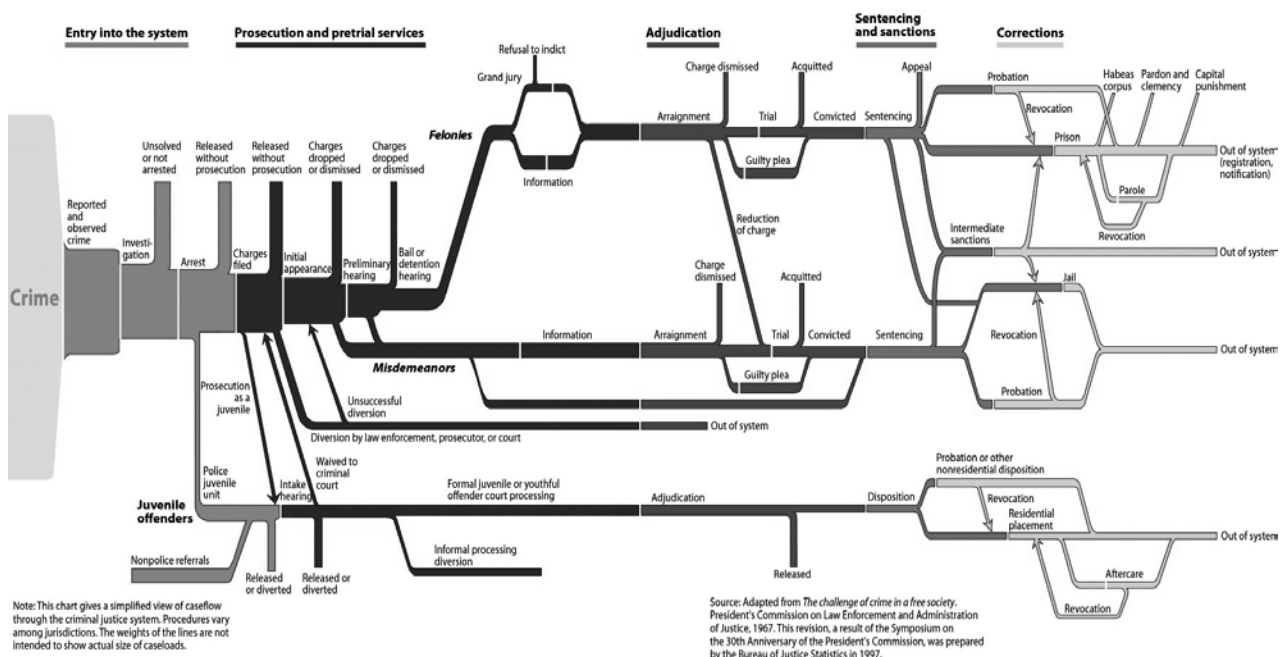 Entry into the system
Prosecution and pretrial services
Adjudication
Sentencing
and sanctions
Corrections
Refusal to indict
Grand jury
Felonies
Information
Charge dismissed
Acquitted
Arraignment
Trial
Convicted
Guilty plea
Sentencing
Appeal
Probation
Revocation
Prison
Habeas
corpus
Pardon and
clemency
Capital
punishment
Out of system
(registration,
notification)
Parole
Revocation
Crime
Reported
and
observed
crime
Investi-
gation
Unsolved
or not
arrested
Arrest
Released
without
prosecution
Charges
filed
Released
without
prosecution
Initial
appearance
Charges
dropped
or dismissed
Preliminary
hearing
Charges
dropped
or dismissed
Bail or
detention
hearing
Reduction
of charge
Intermediate
sanctions
Out of system
Misdemeanors
Information
Charge
dismissed
Acquitted
Arraignment
Trial
Convicted
Guilty plea
Sentencing
Jail
Revocation
Probation
Out of system
Unsuccessful
diversion
Diversion by law enforcement, prosecutor, or court
Out of system
Prosecution
as a
juvenile
Waived to
criminal
court
Police
juvenile
unit
Juvenile
offenders
Intake
hearing
Formal juvenile or youthful
offender court processing
Adjudication
Disposition
Probation or other
nonresidential disposition
Revocation
Residential
placement
Out of system
Nonpolice referrals
Released
or diverted
Released or
diverted
Informal processing
diversion
Released
Aftercare
Revocation
Note: This chart gives a simplified view of caseflow
through the criminal justice system. Procedures vary
among jurisdictions. The weights of the lines are not
intended to show actual size of caseloads.
Source: Adapted from The challenge of crime in a free society.
President's Commission on Law Enforcement and Administration
of Justice, 1967. This revision, a result of the Symposium on
the 30th Anniversary of the President's Commission, was prepared
by the Bureau of Justice Statistics in 1997.